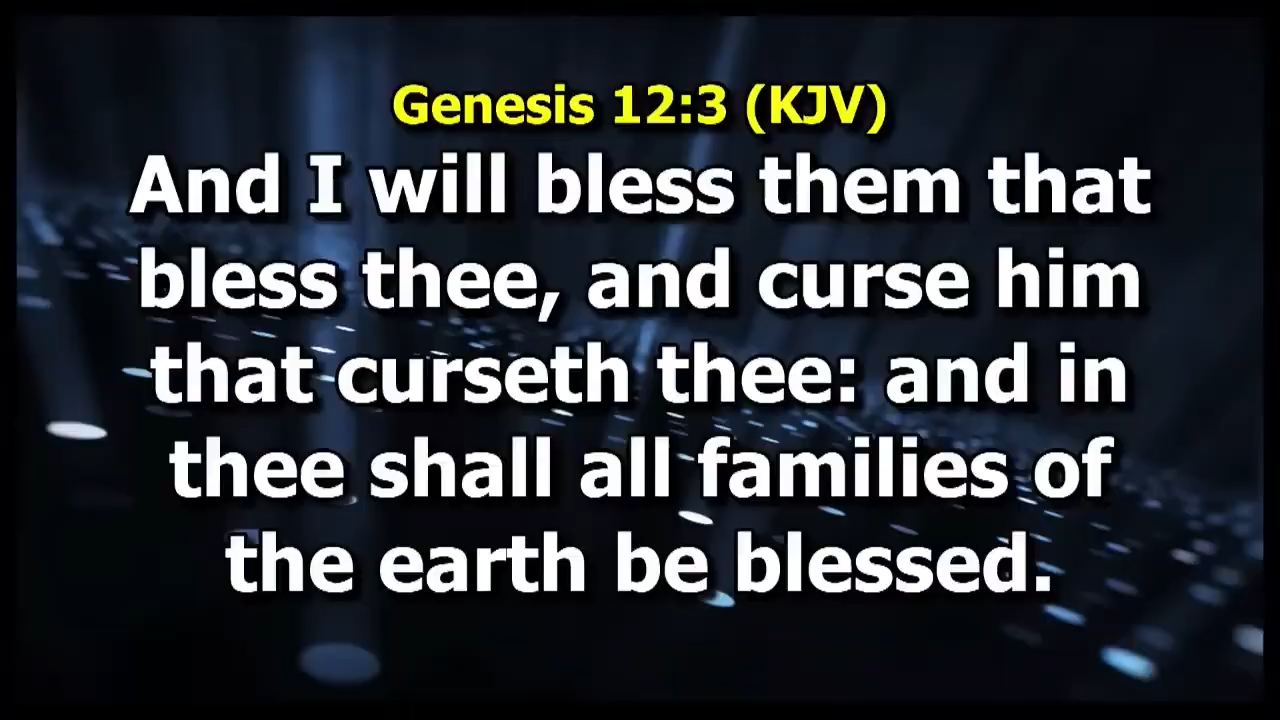 Genesis 12:3 (KJV)
And I will bless them that
bless thee, and curse him
that curseth thee: and in
thee shall all families of
the earth be blessed.